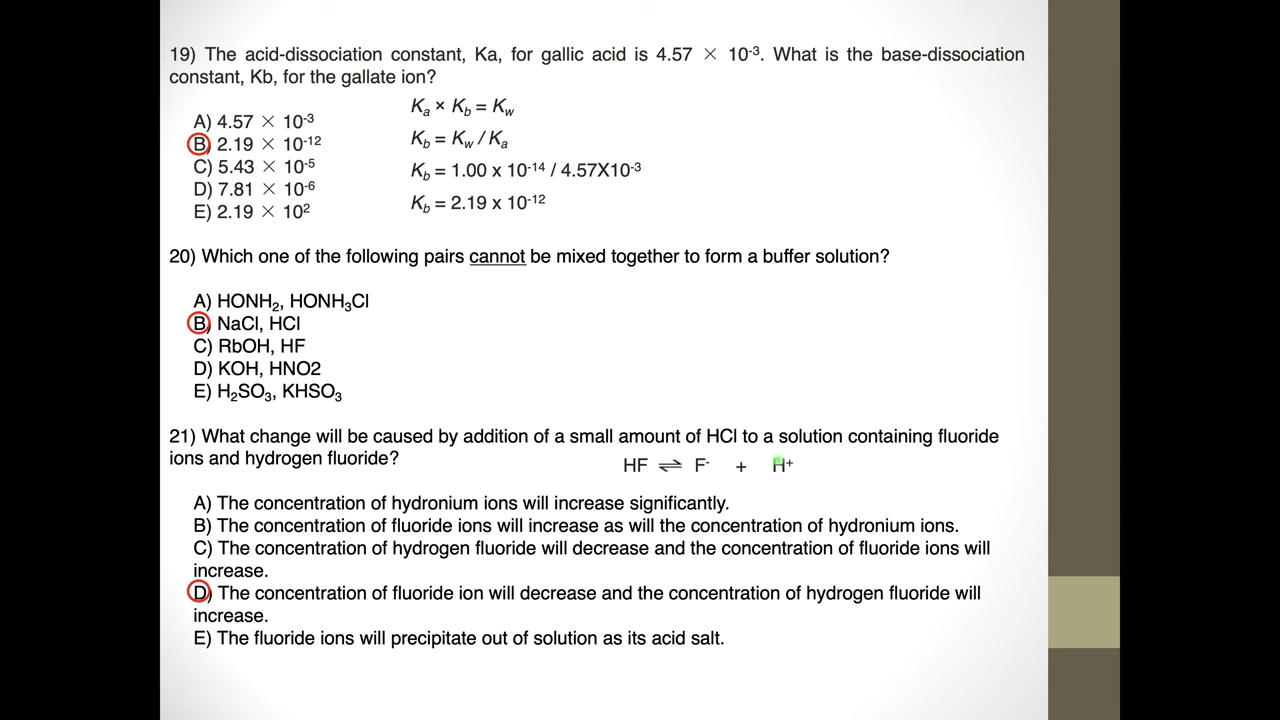 19) The acid-dissociation constant, Ka, for gallic acid is 4.57 × 10⁻³. What is the base-dissociation
constant, Kb, for the gallate ion?
A) 4.57 × 10⁻³
B) 2.19 × 10⁻¹²
C) 5.43 × 10⁻⁵
D) 7.81 × 10⁻⁶
E) 2.19 × 10²
Kₐ × K_b = K_w
K_b = K_w / Kₐ
K_b = 1.00 x 10⁻¹⁴ / 4.57X10⁻³
K_b = 2.19 x 10⁻¹²
20) Which one of the following pairs cannot be mixed together to form a buffer solution?
A) HONH₂, HONH₃Cl
B) NaCl, HCl
C) RbOH, HF
D) KOH, HNO2
E) H₂SO₃, KHSO₃
21) What change will be caused by addition of a small amount of HCl to a solution containing fluoride
ions and hydrogen fluoride?
HF ⇌ F⁻ + H⁺
A) The concentration of hydronium ions will increase significantly.
B) The concentration of fluoride ions will increase as will the concentration of hydronium ions.
C) The concentration of hydrogen fluoride will decrease and the concentration of fluoride ions will
increase.
D) The concentration of fluoride ion will decrease and the concentration of hydrogen fluoride will
increase.
E) The fluoride ions will precipitate out of solution as its acid salt.